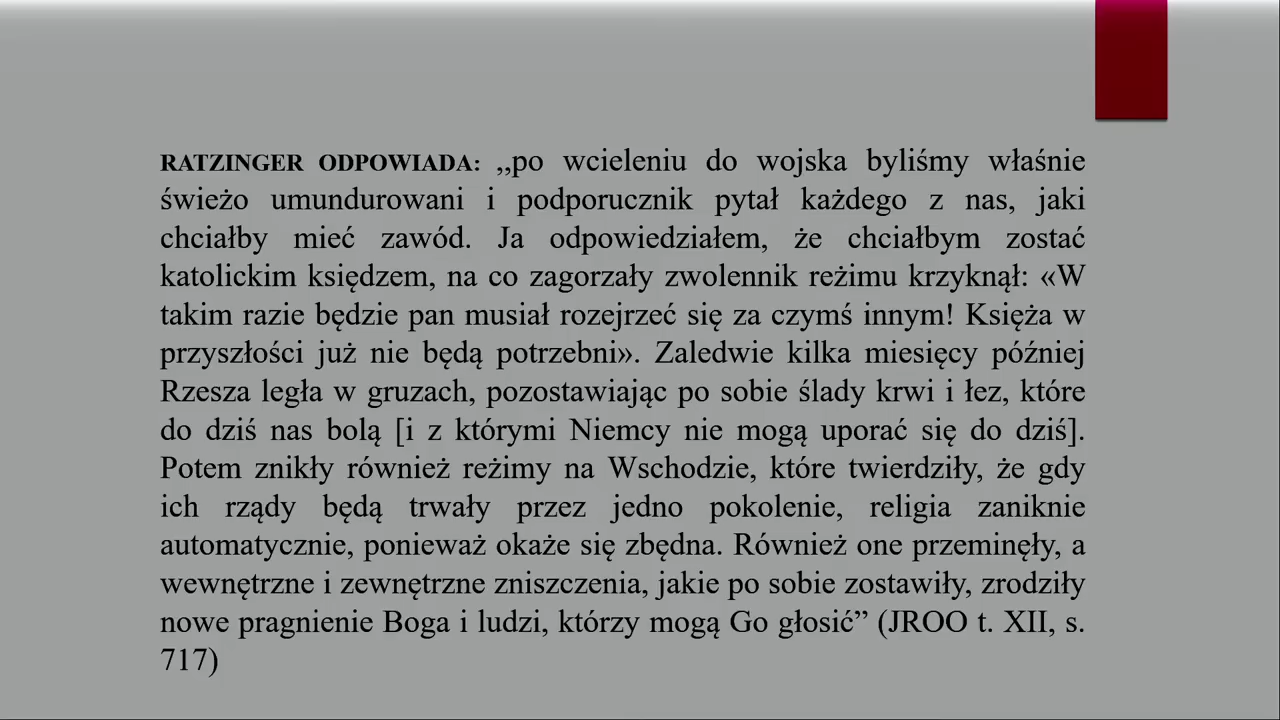 RATZINGER ODPOWIADA: ,,po wcieleniu do wojska byliśmy właśnie
świeżo umundurowani i podporucznik pytał każdego z nas, jaki
chciałby mieć zawód. Ja odpowiedziałem, że chciałbym zostać
katolickim księdzem, na co zagorzały zwolennik reżimu krzyknął: «W
takim razie będzie pan musiał rozejrzeć się za czymś innym! Księża w
przyszłości już nie będą potrzebni». Zaledwie kilka miesięcy później
Rzesza legła w gruzach, pozostawiając po sobie ślady krwi i łez, które
do dziś nas bolą [i z którymi Niemcy nie mogą uporać się do dziś].
Potem znikły również reżimy na Wschodzie, które twierdziły, że gdy
ich rządy będą trwały przez jedno pokolenie, religia zaniknie
automatycznie, ponieważ okaże się zbędna. Również one przeminęły, a
wewnętrzne i zewnętrzne zniszczenia, jakie po sobie zostawiły, zrodziły
nowe pragnienie Boga i ludzi, którzy mogą Go głosić” (JROO t. XII, s.
717)